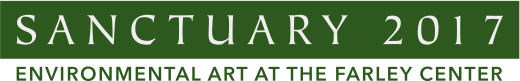 SANCTUARY 2017
ENVIRONMENTAL ART AT THE FARLEY CENTER